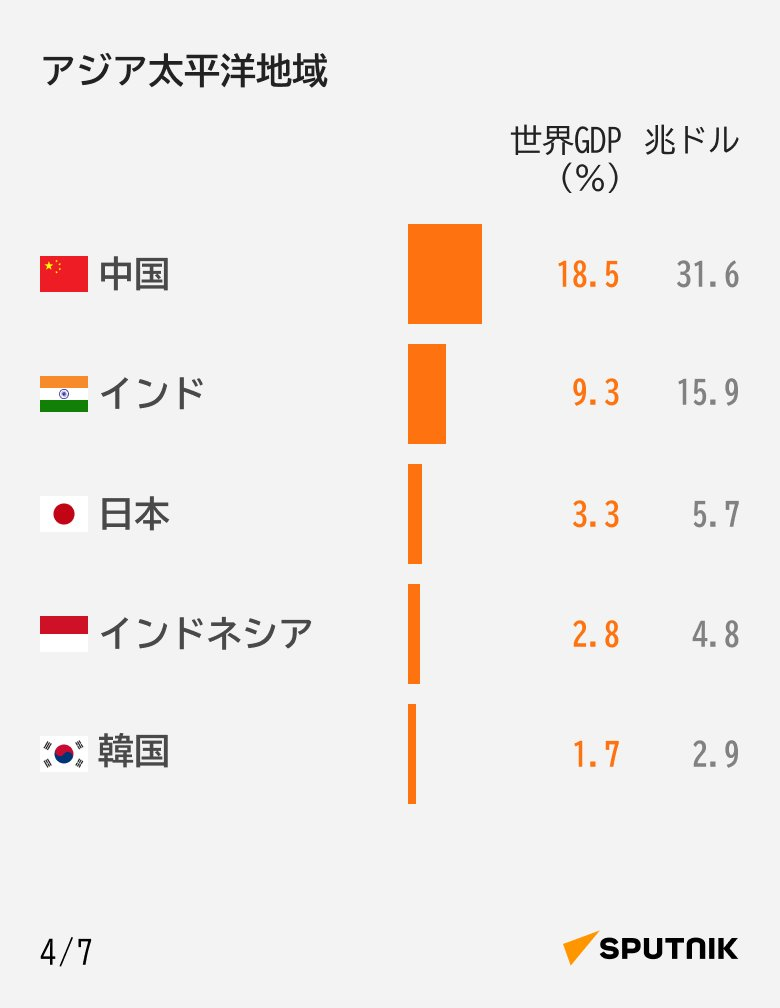 アジア太平洋地域
世界GDP 兆ドル
(%)
中国 18.5 31.6
インド 9.3 15.9
日本 3.3 5.7
インドネシア 2.8 4.8
韓国 1.7 2.9
4/7
SPUTNIK